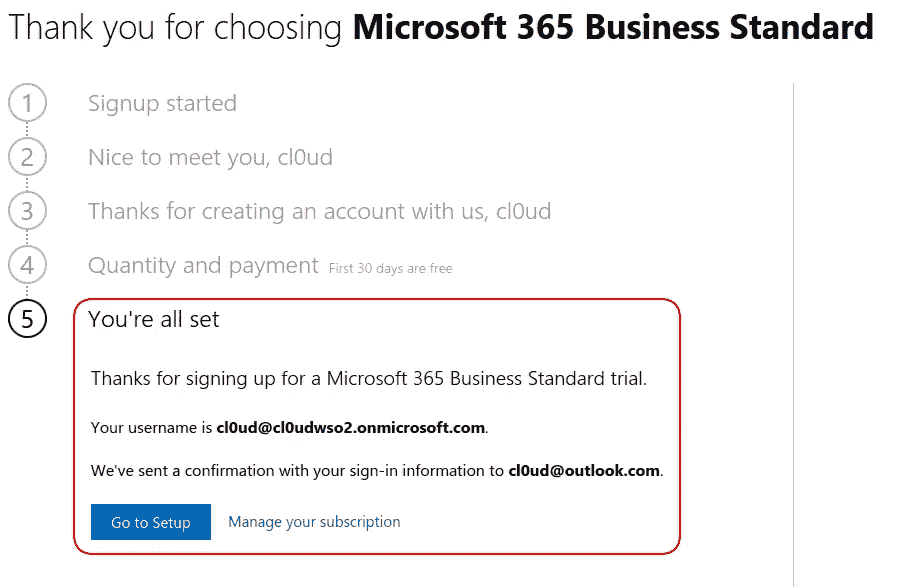 Thank you for choosing Microsoft 365 Business Standard
1 Signup started
2 Nice to meet you, cl0ud
3 Thanks for creating an account with us, cl0ud
4 Quantity and payment First 30 days are free
5 You're all set
Thanks for signing up for a Microsoft 365 Business Standard trial.
Your username is cl0ud@cl0udwso2.onmicrosoft.com.
We've sent a confirmation with your sign-in information to cl0ud@outlook.com.
Go to Setup Manage your subscription